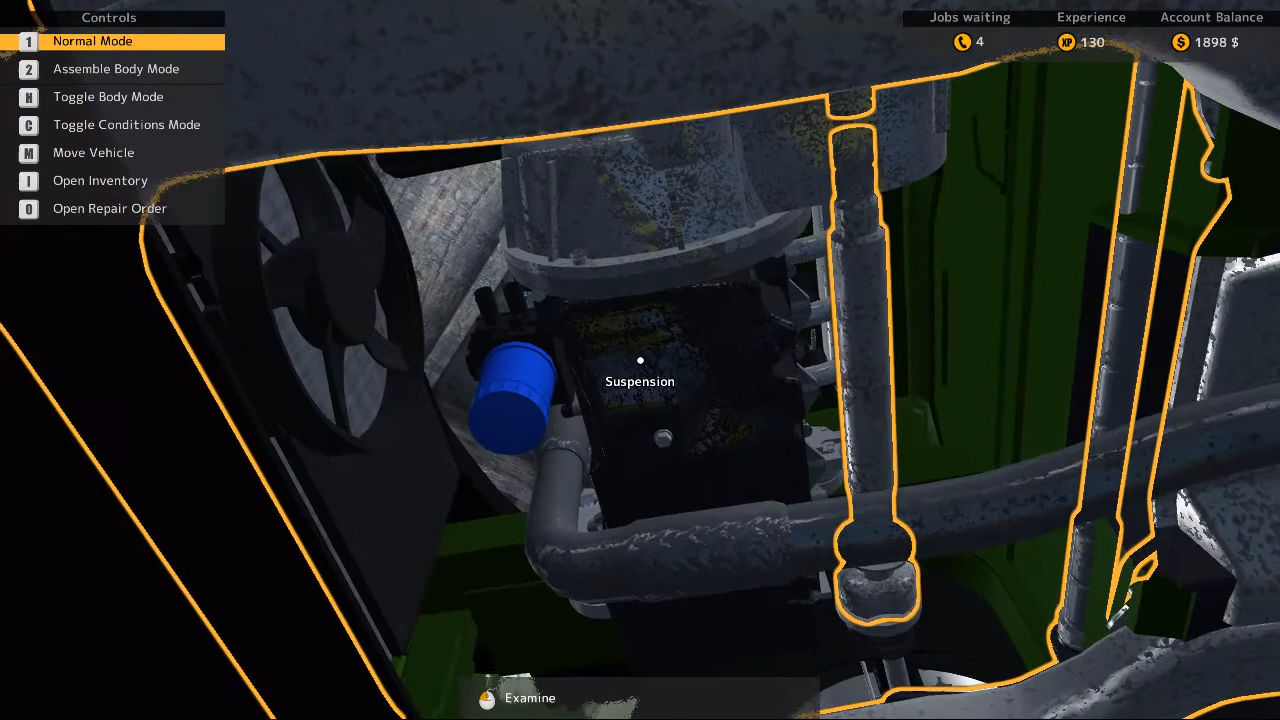 Controls
1 Normal Mode
2 Assemble Body Mode
H Toggle Body Mode
C Toggle Conditions Mode
M Move Vehicle
I Open Inventory
O Open Repair Order
Jobs waiting
4
Experience
XP 130
Account Balance
$ 1898 $
Suspension
Examine